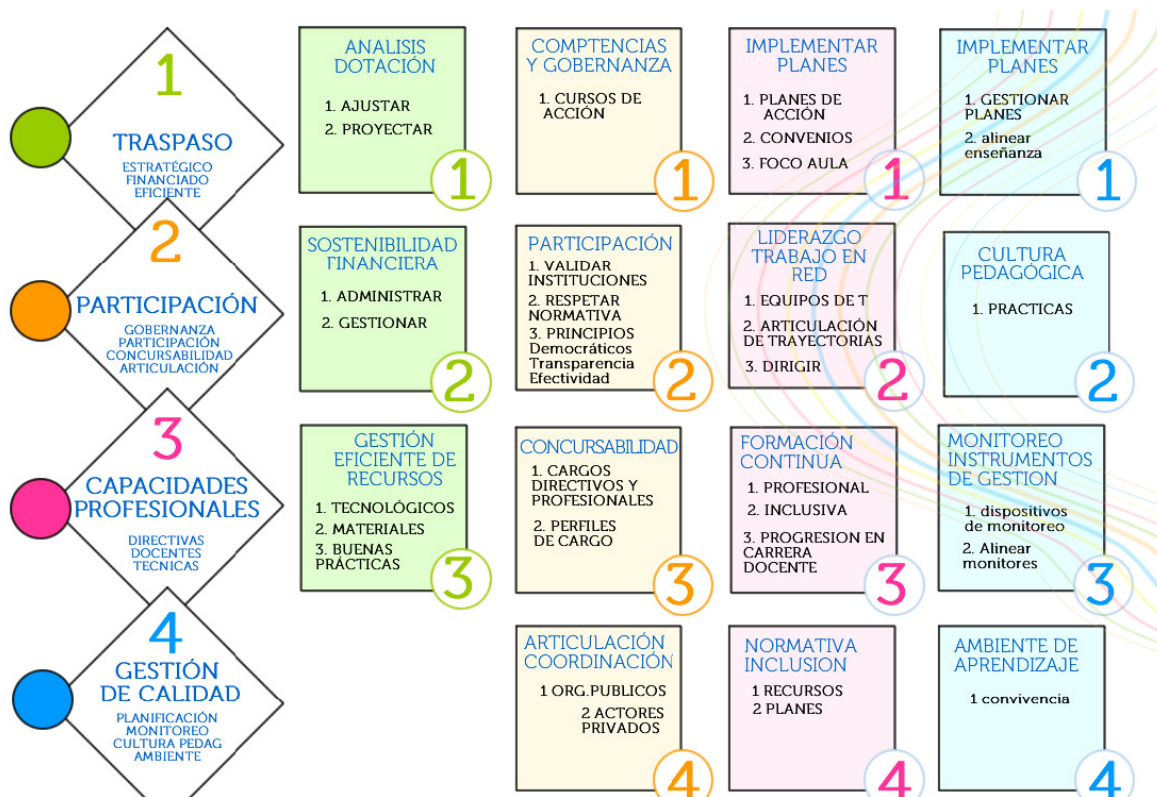 1
TRASPASO
ESTRATÉGICO
FINANCIADO
EFICIENTE
2
PARTICIPACIÓN
GOBERNANZA
PARTICIPACIÓN
CONCURSABILIDAD
ARTICULACIÓN
3
CAPACIDADES
PROFESIONALES
DIRECTIVAS
DOCENTES
TECNICAS
4
GESTIÓN
DE CALIDAD
PLANIFICACIÓN
MONITOREO
CULTURA PEDAG
AMBIENTE
ANALISIS
DOTACIÓN
1. AJUSTAR
2. PROYECTAR
1
COMPTENCIAS
Y GOBERNANZA
1. CURSOS DE
ACCIÓN
1
IMPLEMENTAR
PLANES
1. PLANES DE
ACCIÓN
2. CONVENIOS
3. FOCO AULA
1
IMPLEMENTAR
PLANES
1. GESTIONAR
PLANES
2. alinear
enseñanza
1
SOSTENIBILIDAD
FINANCIERA
1. ADMINISTRAR
2. GESTIONAR
2
PARTICIPACIÓN
1. VALIDAR
INSTITUCIONES
2. RESPETAR
NORMATIVA
3. PRINCIPIOS
Democráticos
Transparencia
Efectividad
2
LIDERAZGO
TRABAJO EN
RED
1. EQUIPOS DE T
2. ARTICULACIÓN
DE TRAYECTORIAS
3. DIRIGIR
2
CULTURA
PEDAGÓGICA
1. PRACTICAS
2
GESTIÓN
EFICIENTE DE
RECURSOS
1. TECNOLÓGICOS
2. MATERIALES
3. BUENAS
PRÁCTICAS
3
CONCURSABILIDAD
1. CARGOS
DIRECTIVOS Y
PROFESIONALES
2. PERFILES
DE CARGO
3
FORMACIÓN
CONTINUA
1. PROFESIONAL
2. INCLUSIVA
3. PROGRESION EN
CARRERA
DOCENTE
3
MONITOREO
INSTRUMENTOS
DE GESTION
1. dispositivos
de monitoreo
2. Alinear
monitores
3
ARTICULACIÓN
COORDINACIÓN
1 ORG.PUBLICOS
2 ACTORES
PRIVADOS
4
NORMATIVA
INCLUSION
1 RECURSOS
2 PLANES
4
AMBIENTE DE
APRENDIZAJE
1 convivencia
4